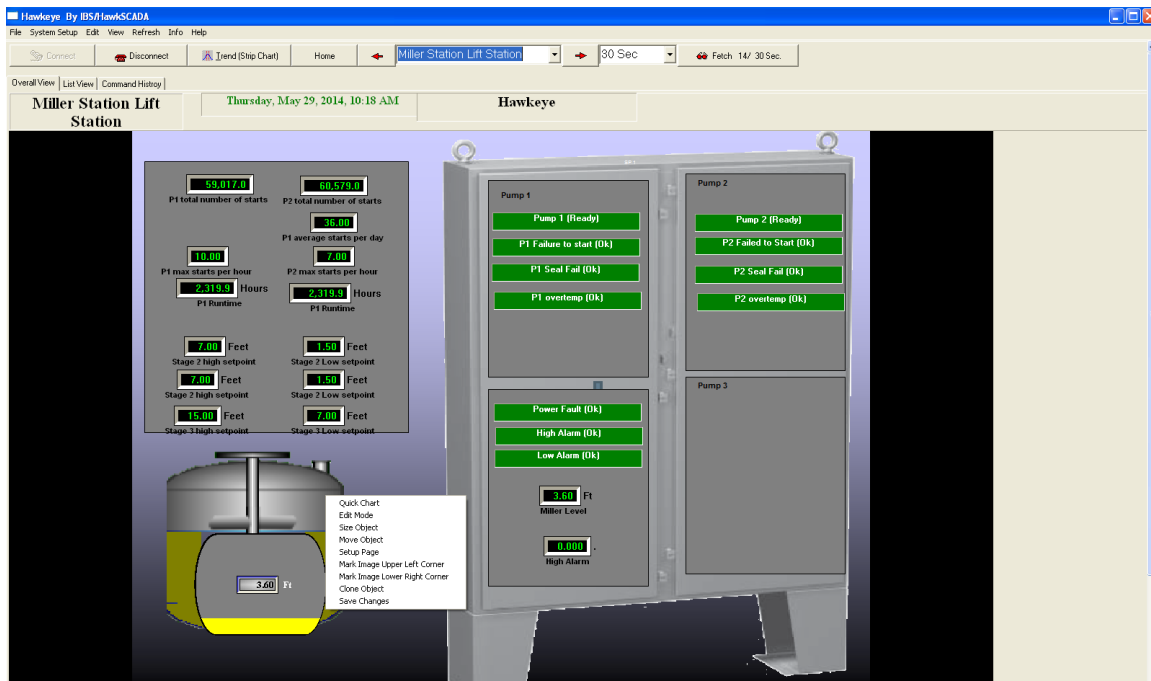 Hawkeye By IBS/HawkSCADA
File System Setup Edit View Refresh Info Help
Connect Disconnect Trend (Strip Chart) Home Miller Station Lift Station 30 Sec Fetch 14/ 30 Sec.
Overall View List View Command Histroy
Miller Station Lift Station
Thursday, May 29, 2014, 10:18 AM
Hawkeye
59,017.0
P1 total number of starts
60,579.0
P2 total number of starts
36.00
P1 average starts per day
10.00
P1 max starts per hour
7.00
P2 max starts per hour
2,319.9 Hours
P1 Runtime
2,319.9 Hours
P1 Runtime
7.00 Feet
Stage 2 high setpoint
1.50 Feet
Stage 2 Low setpoint
7.00 Feet
Stage 2 high setpoint
1.50 Feet
Stage 2 Low setpoint
15.00 Feet
Stage 3 high setpoint
7.00 Feet
Stage 3 Low setpoint
3.60 Ft
Quick Chart
Edit Mode
Size Object
Move Object
Setup Page
Mark Image Upper Left Corner
Mark Image Lower Right Corner
Clone Object
Save Changes
Pump 1
Pump 1 (Ready)
P1 Failure to start (Ok)
P1 Seal Fail (Ok)
P1 overtemp (Ok)
Pump 2
Pump 2 (Ready)
P2 Failed to Start (Ok)
P2 Seal Fail (Ok)
P2 overtemp (Ok)
Power Fault (Ok)
High Alarm (Ok)
Low Alarm (Ok)
3.60 Ft
Miller Level
0.000 .
High Alarm
Pump 3